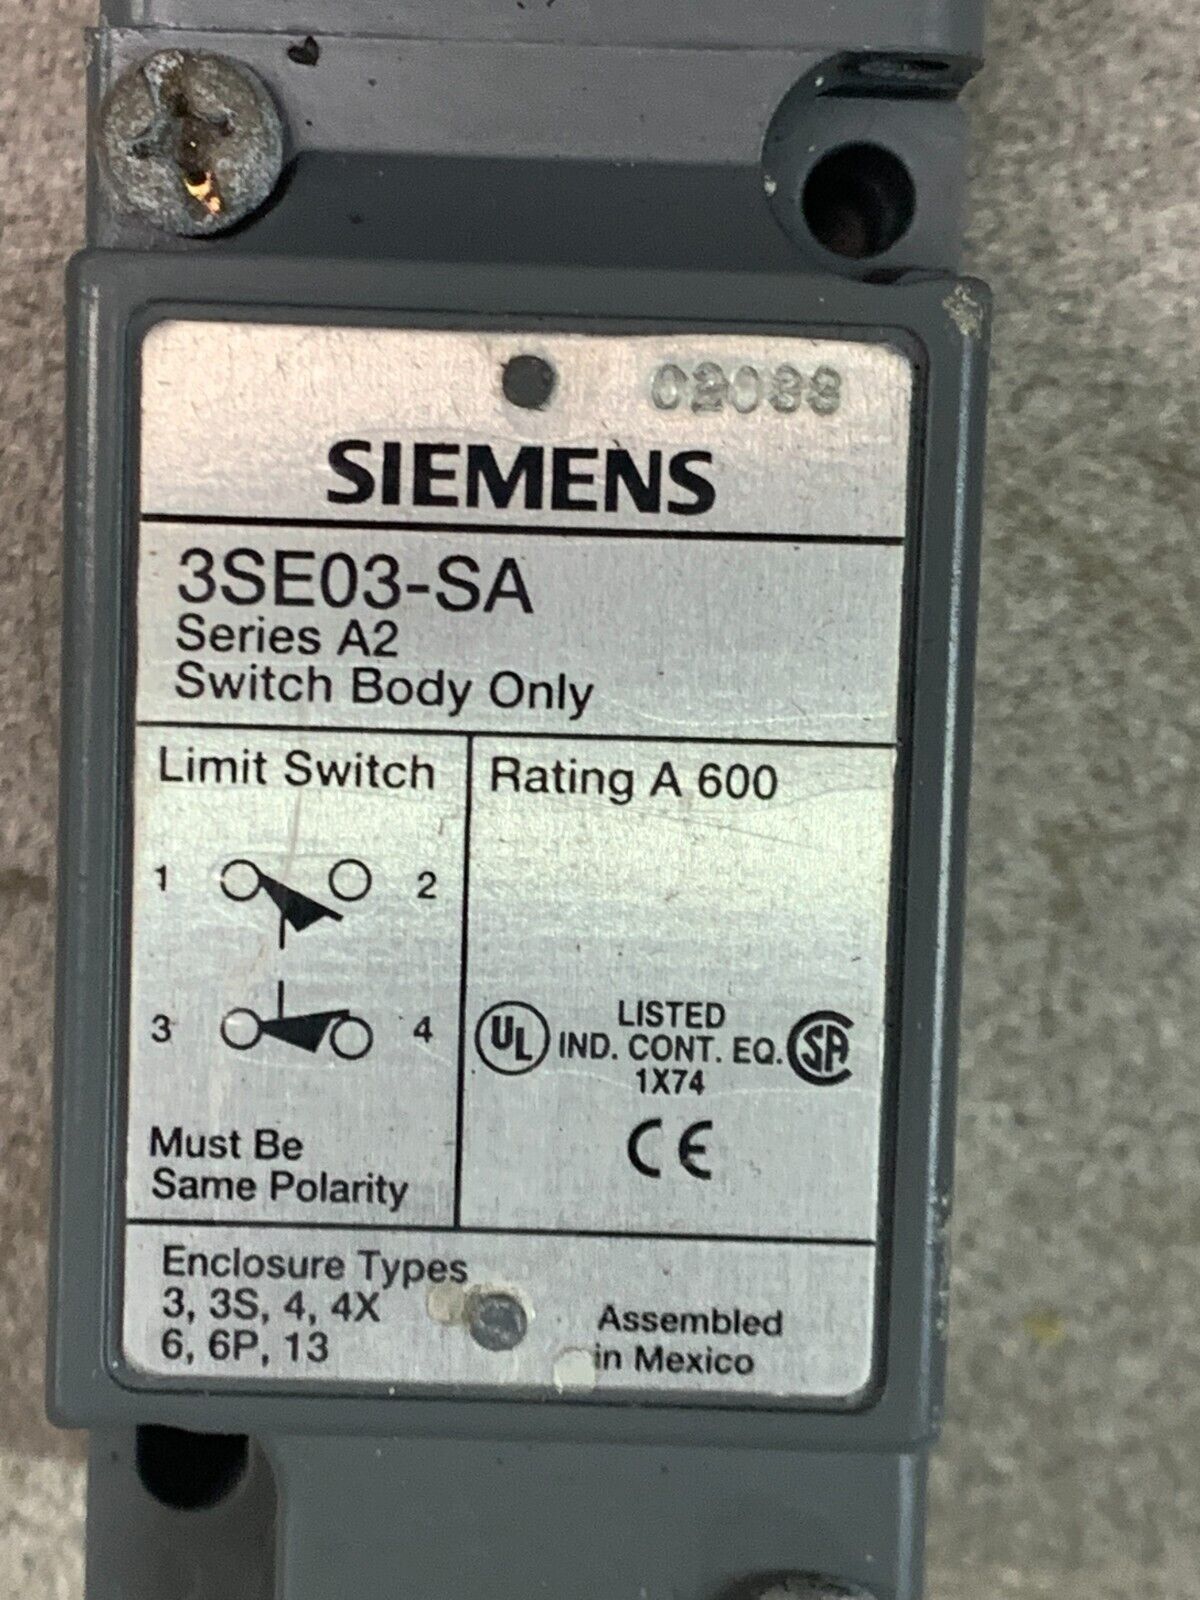 02088
SIEMENS
3SE03-SA
Series A2
Switch Body Only
Limit Switch
1 2
3 4
Must Be
Same Polarity
Rating A 600
UL LISTED
IND. CONT. EQ. SA
1X74
CE
Enclosure Types
3, 3S, 4, 4X
6, 6P, 13
Assembled
in Mexico